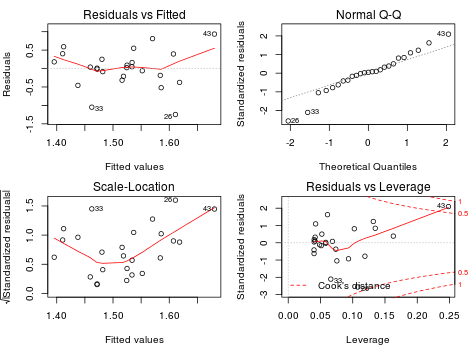 Residuals vs Fitted
Residuals
0.5
-0.5
-1.5
43
33
26
1.40 1.50 1.60
Fitted values
Normal Q-Q
Standardized residuals
2
1
0
-1
-2
43
33
26
-2 -1 0 1 2
Theoretical Quantiles
Scale-Location
√|Standardized residuals|
1.5
1.0
0.5
0.0
26
33
43
1.40 1.50 1.60
Fitted values
Residuals vs Leverage
Standardized residuals
2
1
0
-1
-3
43
1
0.5
33
0.5
1
Cook's distance
0.00 0.05 0.10 0.15 0.20 0.25
Leverage